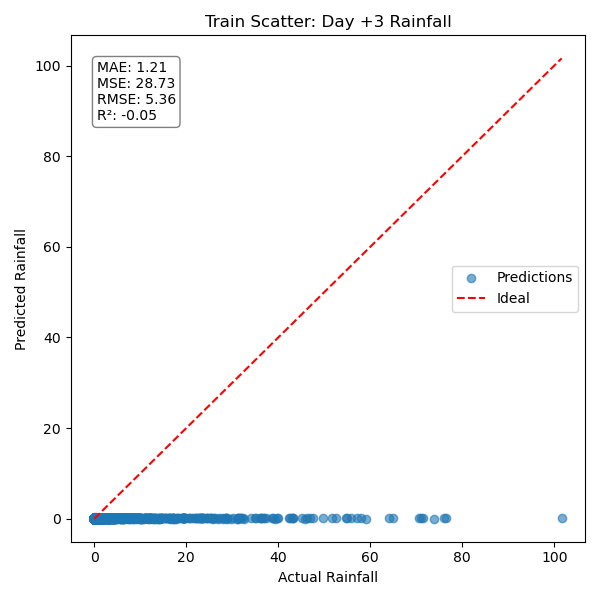 Train Scatter: Day +3 Rainfall
MAE: 1.21
MSE: 28.73
RMSE: 5.36
R²: -0.05
Predictions
Ideal
Predicted Rainfall
100
80
60
40
20
0
0 20 40 60 80 100
Actual Rainfall